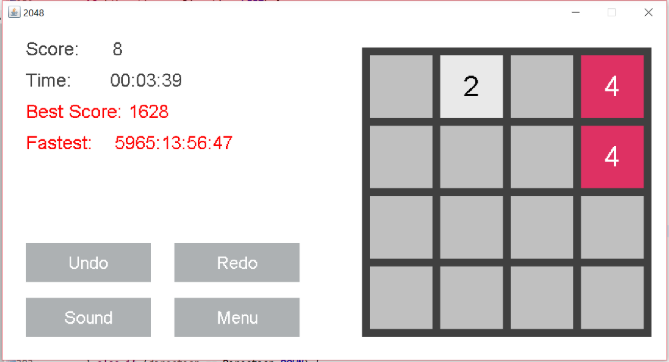 2048
Score: 8
Time: 00:03:39
Best Score: 1628
Fastest: 5965:13:56:47
2 4
4
Undo Redo
Sound Menu